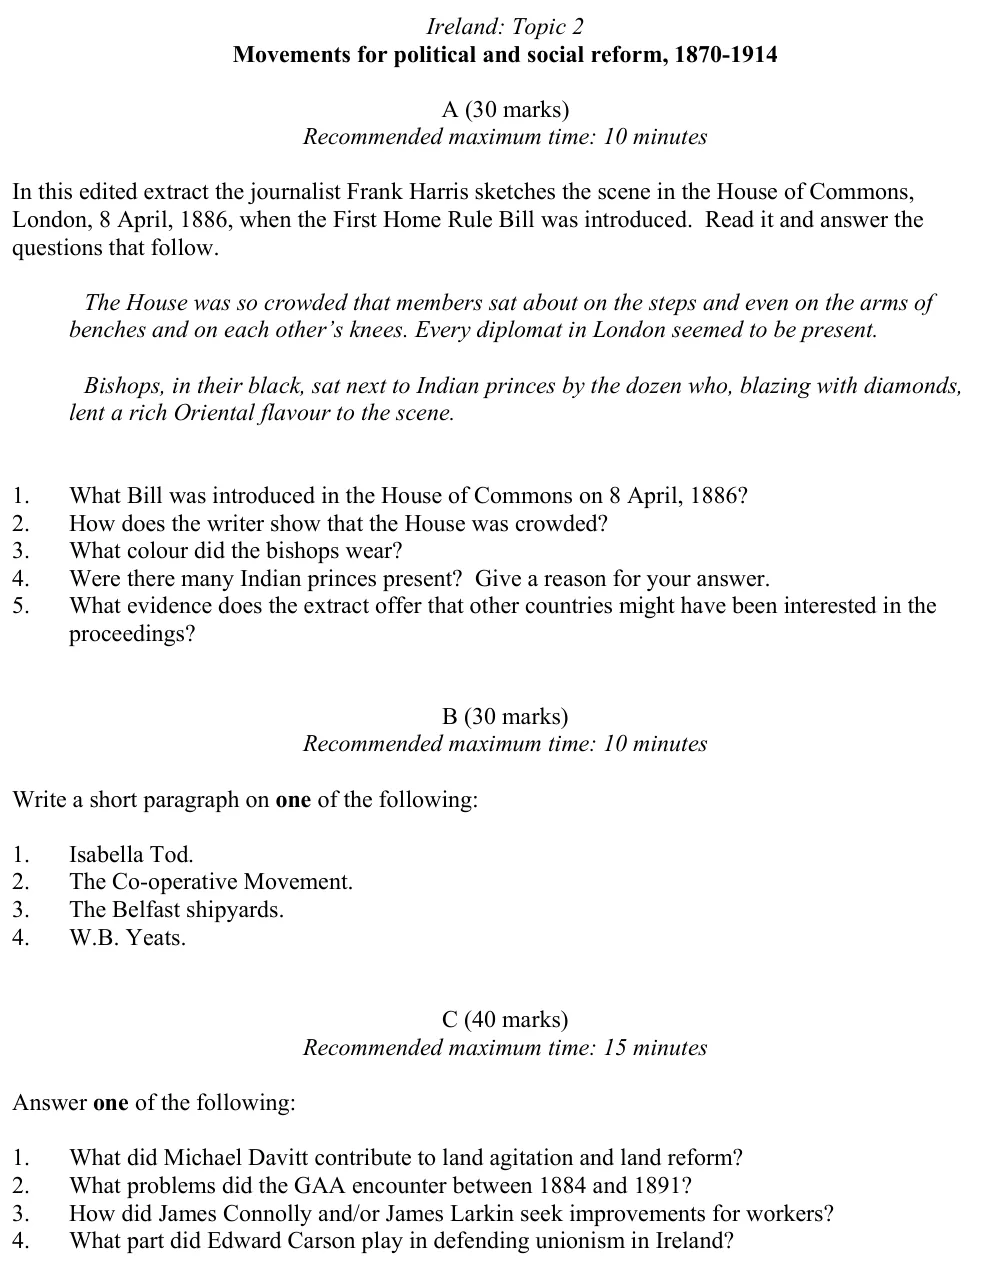 Ireland: Topic 2
Movements for political and social reform, 1870-1914
A (30 marks)
Recommended maximum time: 10 minutes
In this edited extract the journalist Frank Harris sketches the scene in the House of Commons,
London, 8 April, 1886, when the First Home Rule Bill was introduced.  Read it and answer the
questions that follow.
The House was so crowded that members sat about on the steps and even on the arms of
benches and on each other’s knees. Every diplomat in London seemed to be present.
Bishops, in their black, sat next to Indian princes by the dozen who, blazing with diamonds,
lent a rich Oriental flavour to the scene.
1. What Bill was introduced in the House of Commons on 8 April, 1886?
2. How does the writer show that the House was crowded?
3. What colour did the bishops wear?
4. Were there many Indian princes present?  Give a reason for your answer.
5. What evidence does the extract offer that other countries might have been interested in the
proceedings?
B (30 marks)
Recommended maximum time: 10 minutes
Write a short paragraph on one of the following:
1. Isabella Tod.
2. The Co-operative Movement.
3. The Belfast shipyards.
4. W.B. Yeats.
C (40 marks)
Recommended maximum time: 15 minutes
Answer one of the following:
1. What did Michael Davitt contribute to land agitation and land reform?
2. What problems did the GAA encounter between 1884 and 1891?
3. How did James Connolly and/or James Larkin seek improvements for workers?
4. What part did Edward Carson play in defending unionism in Ireland?